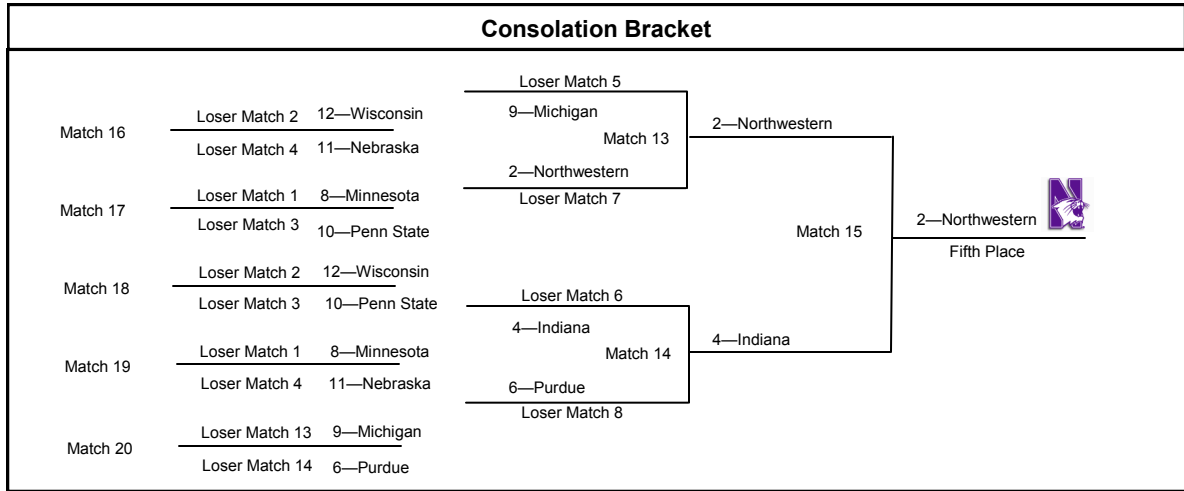 Consolation Bracket
Match 16
Loser Match 2 12—Wisconsin
Loser Match 4 11—Nebraska
Match 17
Loser Match 1 8—Minnesota
Loser Match 3 10—Penn State
Match 18
Loser Match 2 12—Wisconsin
Loser Match 3 10—Penn State
Match 19
Loser Match 1 8—Minnesota
Loser Match 4 11—Nebraska
Match 20
Loser Match 13 9—Michigan
Loser Match 14 6—Purdue
Loser Match 5
9—Michigan
Match 13
2—Northwestern
Loser Match 7
Loser Match 6
4—Indiana
Match 14
6—Purdue
Loser Match 8
2—Northwestern
Match 15
4—Indiana
2—Northwestern N
Fifth Place